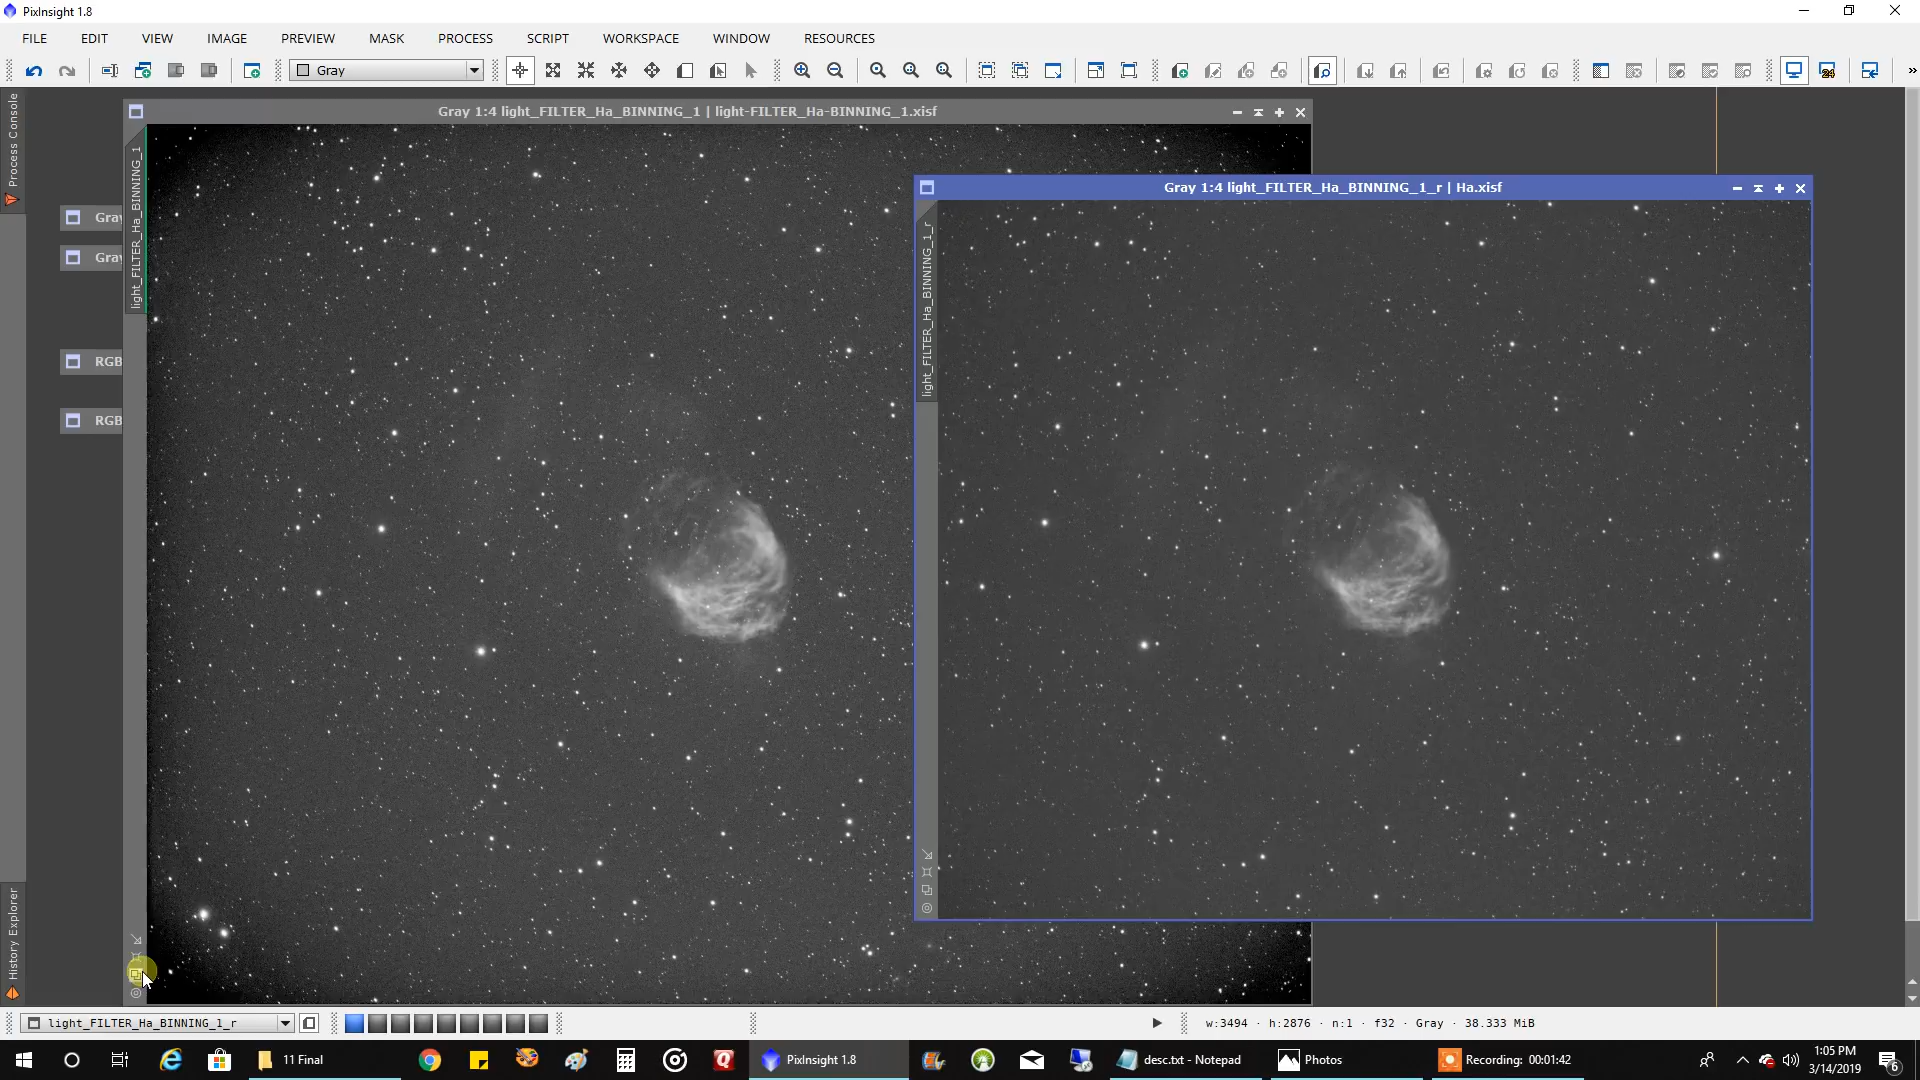 PixInsight 1.8
FILE EDIT VIEW IMAGE PREVIEW MASK PROCESS SCRIPT WORKSPACE WINDOW RESOURCES
Gray
24
»
Process Console
Gray 1:4 light_FILTER_Ha_BINNING_1 | light-FILTER_Ha-BINNING_1.xisf
light_FILTER_Ha_BINNING_1
Gray 1:4 light_FILTER_Ha_BINNING_1_r | Ha.xisf
light_FILTER_Ha_BINNING_1_r
Gray
Gray
RGB
RGB
History Explorer
light_FILTER_Ha_BINNING_1_r
w:3494 · h:2876 · n:1 · f32 · Gray · 38.333 MiB
11 Final
PixInsight 1.8
desc.txt - Notepad
Photos
Recording: 00:01:42
1:05 PM
3/14/2019
6